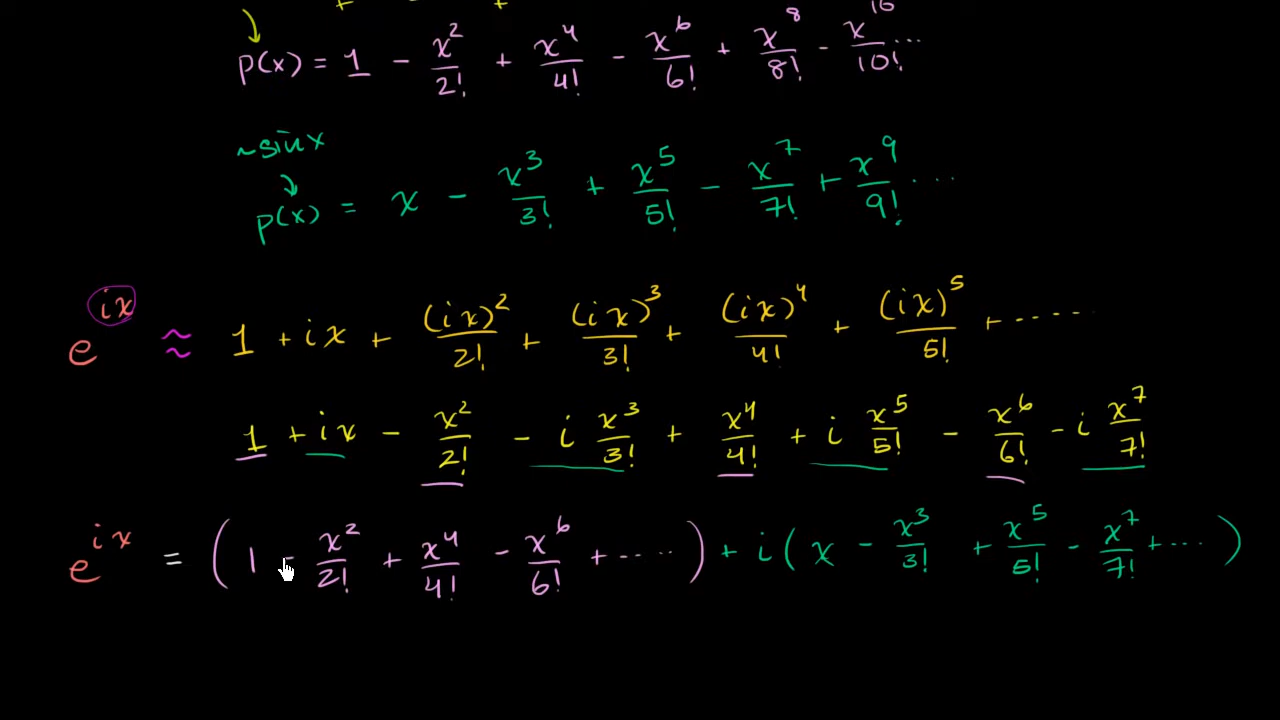 p(x) = 1 - x²/2! + x⁴/4! - x⁶/6! + x⁸/8! - x¹⁰/10! ...
~sin x
p(x) = x - x³/3! + x⁵/5! - x⁷/7! + x⁹/9! ...
e^(ix) ≈ 1 + ix + (ix)²/2! + (ix)³/3! + (ix)⁴/4! + (ix)⁵/5! + ......
1 + ix - x²/2! - i x³/3! + x⁴/4! + i x⁵/5! - x⁶/6! - i x⁷/7!
e^(ix) = (1 - x²/2! + x⁴/4! - x⁶/6! + .....) + i(x - x³/3! + x⁵/5! - x⁷/7! + ...)